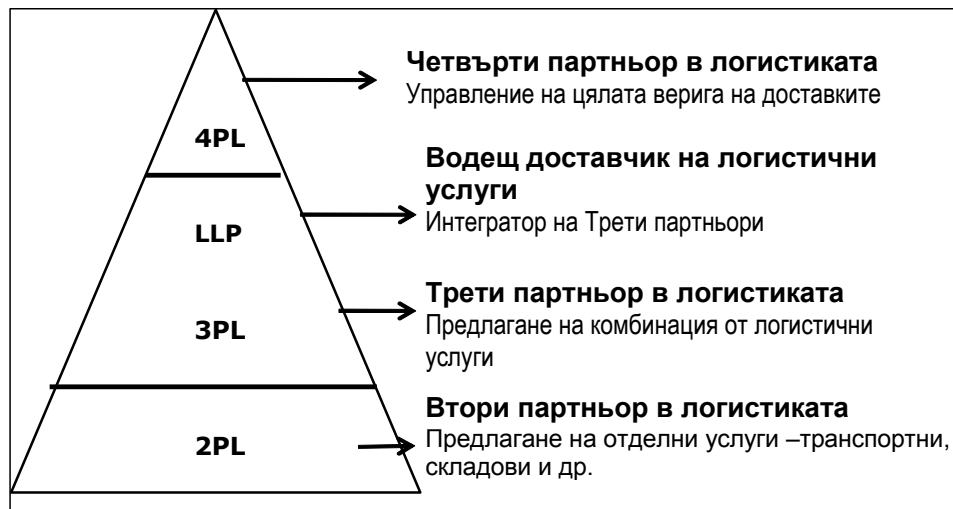 Четвърти партньор в логистиката
Управление на цялата верига на доставките
4PL
Водещ доставчик на логистични
услуги
Интегратор на Трети партньори
LLP
Трети партньор в логистиката
Предлагане на комбинация от логистични
услуги
3PL
Втори партньор в логистиката
Предлагане на отделни услуги –транспортни,
складови и др.
2PL